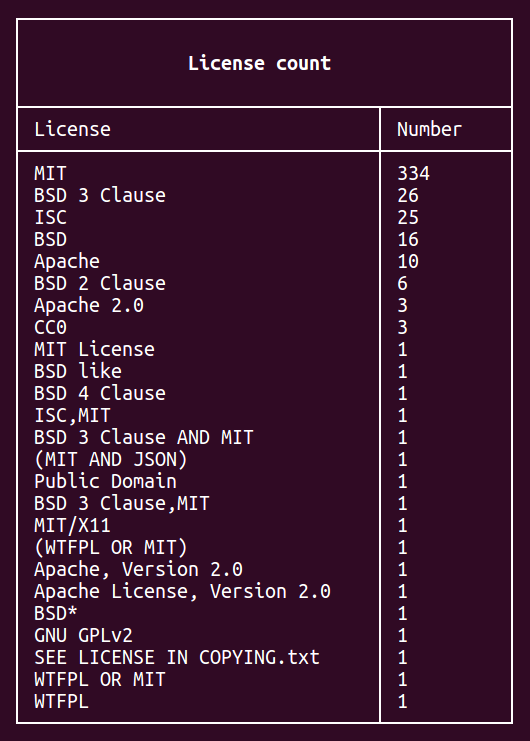 License count
License Number
MIT 334
BSD 3 Clause 26
ISC 25
BSD 16
Apache 10
BSD 2 Clause 6
Apache 2.0 3
CC0 3
MIT License 1
BSD like 1
BSD 4 Clause 1
ISC,MIT 1
BSD 3 Clause AND MIT 1
(MIT AND JSON) 1
Public Domain 1
BSD 3 Clause,MIT 1
MIT/X11 1
(WTFPL OR MIT) 1
Apache, Version 2.0 1
Apache License, Version 2.0 1
BSD* 1
GNU GPLv2 1
SEE LICENSE IN COPYING.txt 1
WTFPL OR MIT 1
WTFPL 1